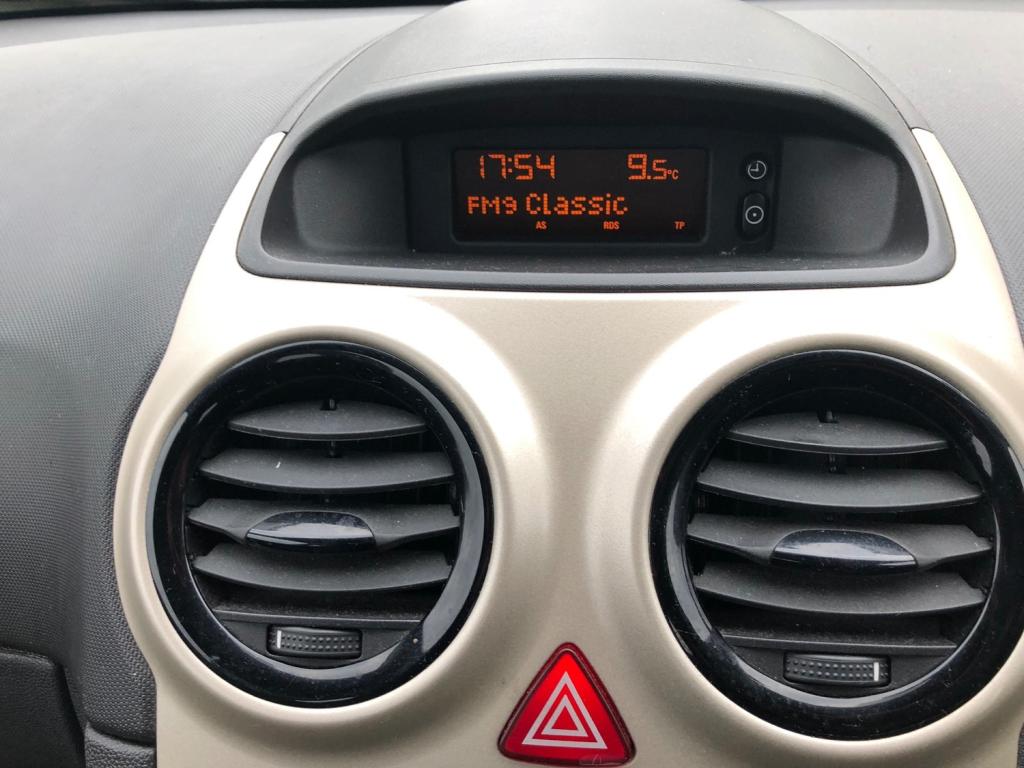 17:54 9.5°C
FM9 Classic
AS RDS TP